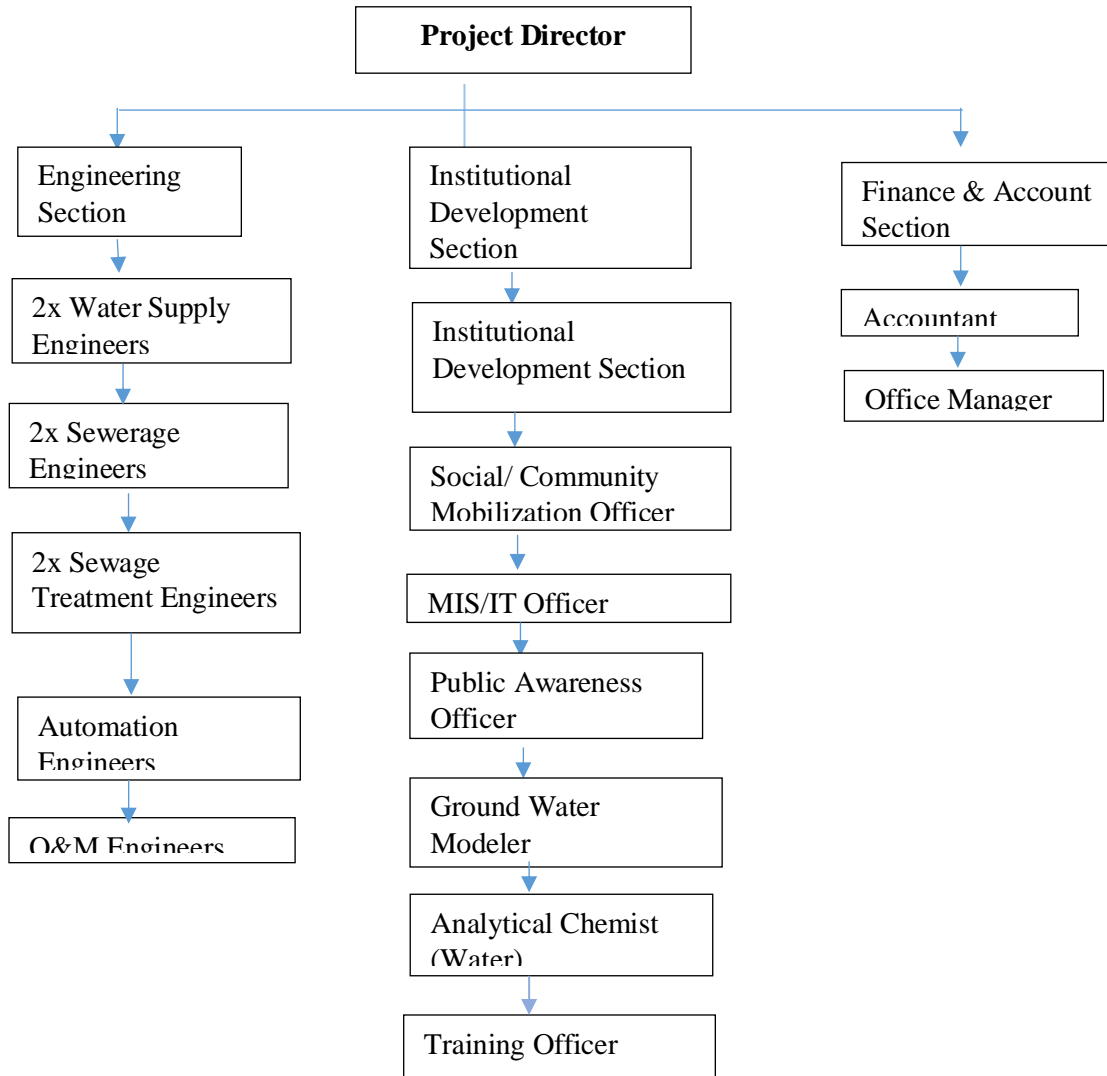 Project Director
Engineering
Section
2x Water Supply
Engineers
2x Sewerage
Engineers
2x Sewage
Treatment Engineers
Automation
Engineers
O&M Engineers
Institutional
Development
Section
Institutional
Development Section
Social/ Community
Mobilization Officer
MIS/IT Officer
Public Awareness
Officer
Ground Water
Modeler
Analytical Chemist
(Water)
Training Officer
Finance & Account
Section
Accountant
Office Manager